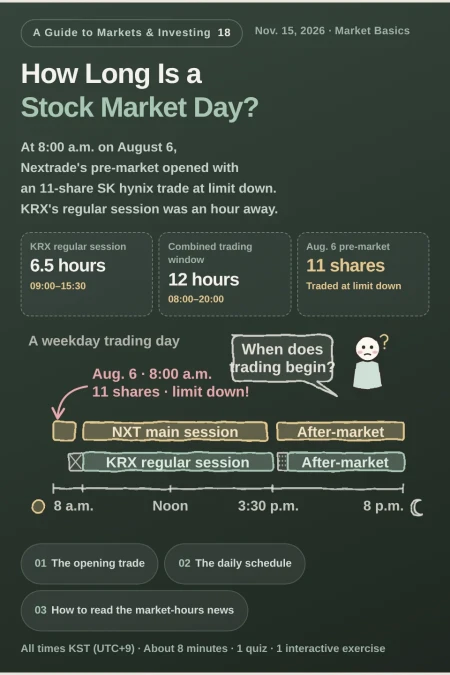 A Guide to Markets & Investing 18
Nov. 15, 2026 · Market Basics
How Long Is a
Stock Market Day?
At 8:00 a.m. on August 6,
Nextrade's pre-market opened with
an 11-share SK hynix trade at limit down.
KRX's regular session was an hour away.
KRX regular session
6.5 hours
09:00–15:30
Combined trading
window
12 hours
08:00–20:00
Aug. 6 pre-market
11 shares
Traded at limit down
A weekday trading day
When does
trading begin?
?
Aug. 6 · 8:00 a.m.
11 shares · limit down!
NXT main session
After-market
KRX regular session
After-market
8 a.m.
Noon
3:30 p.m.
8 p.m.
01 The opening trade
02 The daily schedule
03 How to read the market-hours news
All times KST (UTC+9) · About 8 minutes · 1 quiz · 1 interactive exercise